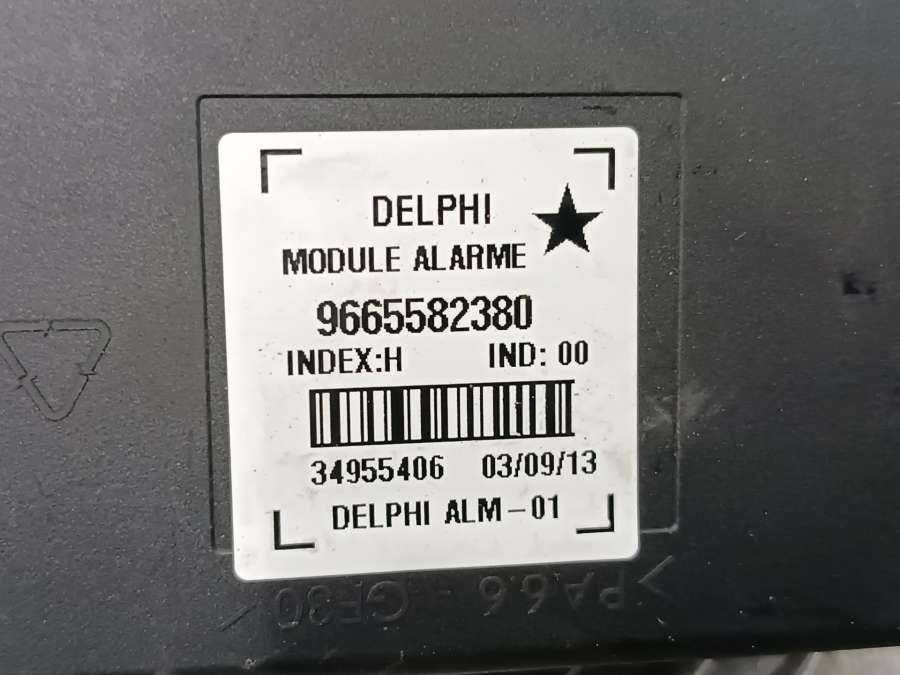 DELPHI
MODULE ALARME
9665582380
INDEX:H IND: 00
34955406 03/09/13
DELPHI ALM-01
>PA6.6 - GF30<